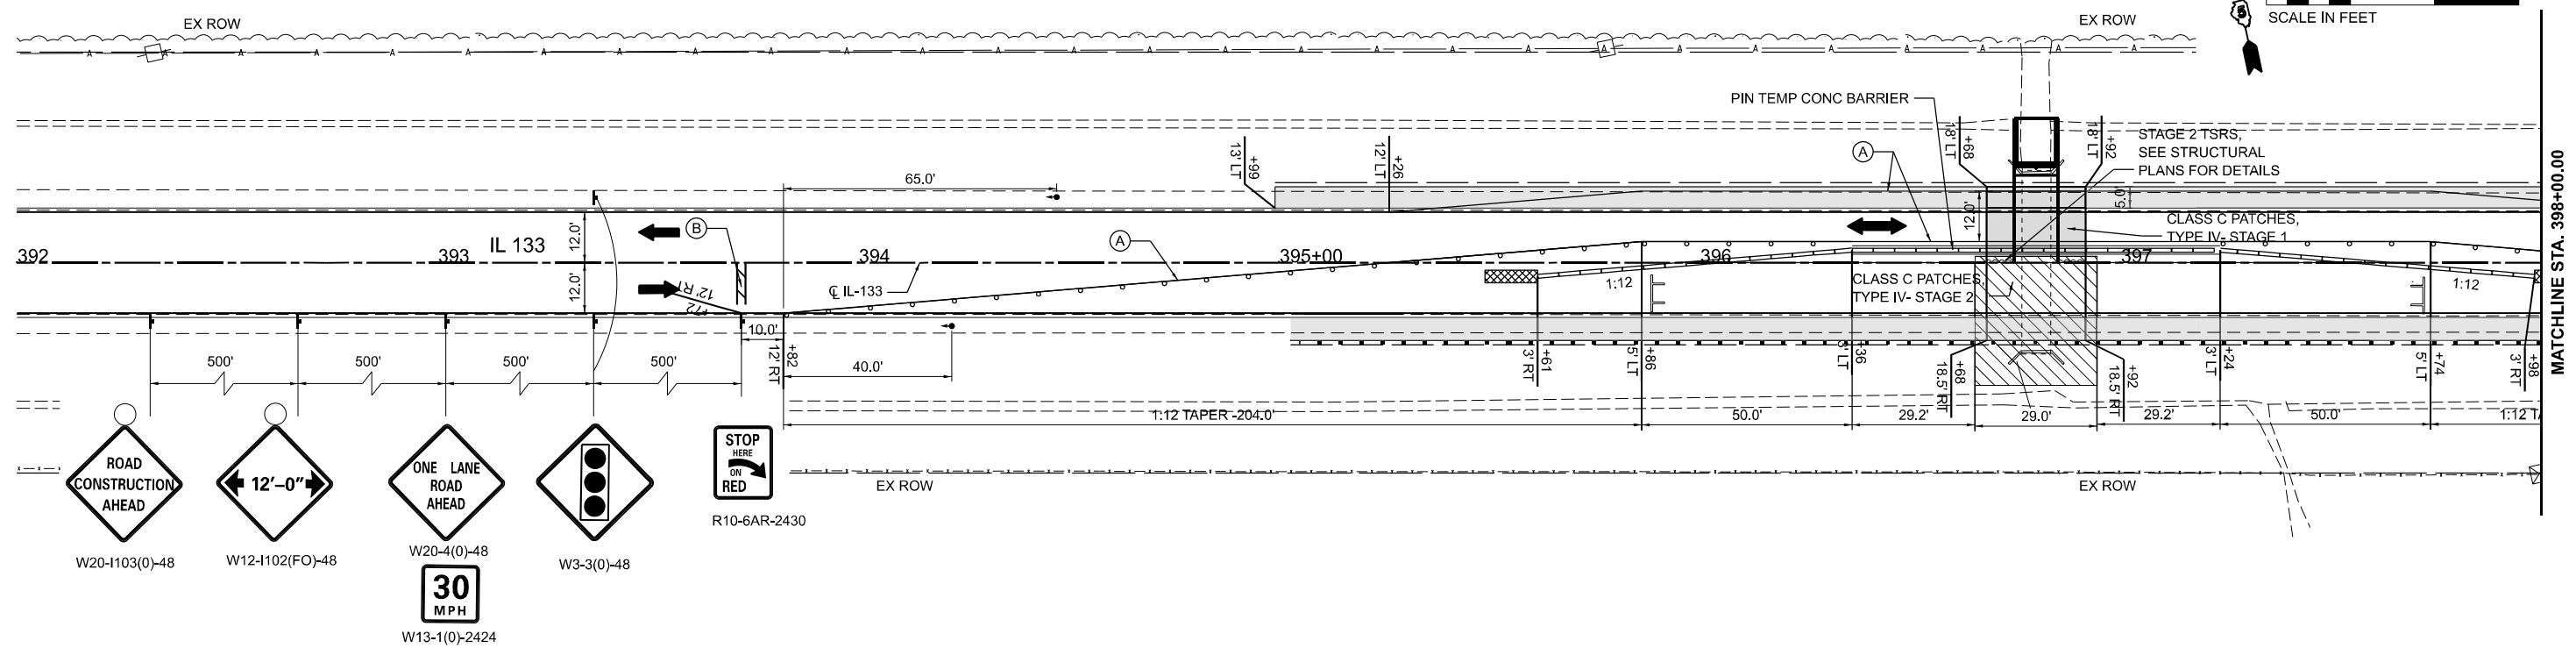 EX ROW
EX ROW
5
SCALE IN FEET
PIN TEMP CONC BARRIER
13' LT
+99
12' LT
+26
A
18' LT
+68
18' LT
+92
STAGE 2 TSRS,
SEE STRUCTURAL
PLANS FOR DETAILS
65.0'
12.0'
5.0'
CLASS C PATCHES,
TYPE IV- STAGE 1
MATCHLINE STA. 398+00.00
392
393
IL 133
12.0'
12.0'
B
394
A
395+00
396
397
+72
12' RT
℄ IL-133
1:12
CLASS C PATCHES,
TYPE IV- STAGE 2
1:12
10.0'
12' RT
+82
40.0'
3' RT
+61
5' LT
+86
3' LT
+36
18.5' RT
+68
18.5' RT
+92
3' LT
+24
5' LT
+74
3' RT
+98
500'
500'
500'
500'
1:12 TAPER -204.0'
50.0'
29.2'
29.0'
29.2'
50.0'
1:12 TA
ROAD
CONSTRUCTION
AHEAD
W20-I103(0)-48
12'–0"
W12-I102(FO)-48
ONE LANE
ROAD
AHEAD
W20-4(0)-48
30
MPH
W13-1(0)-2424
W3-3(0)-48
STOP
HERE
ON
RED
R10-6AR-2430
EX ROW
EX ROW
A A A A A A A A A A A A A A A A A A A A A A A A A A A A